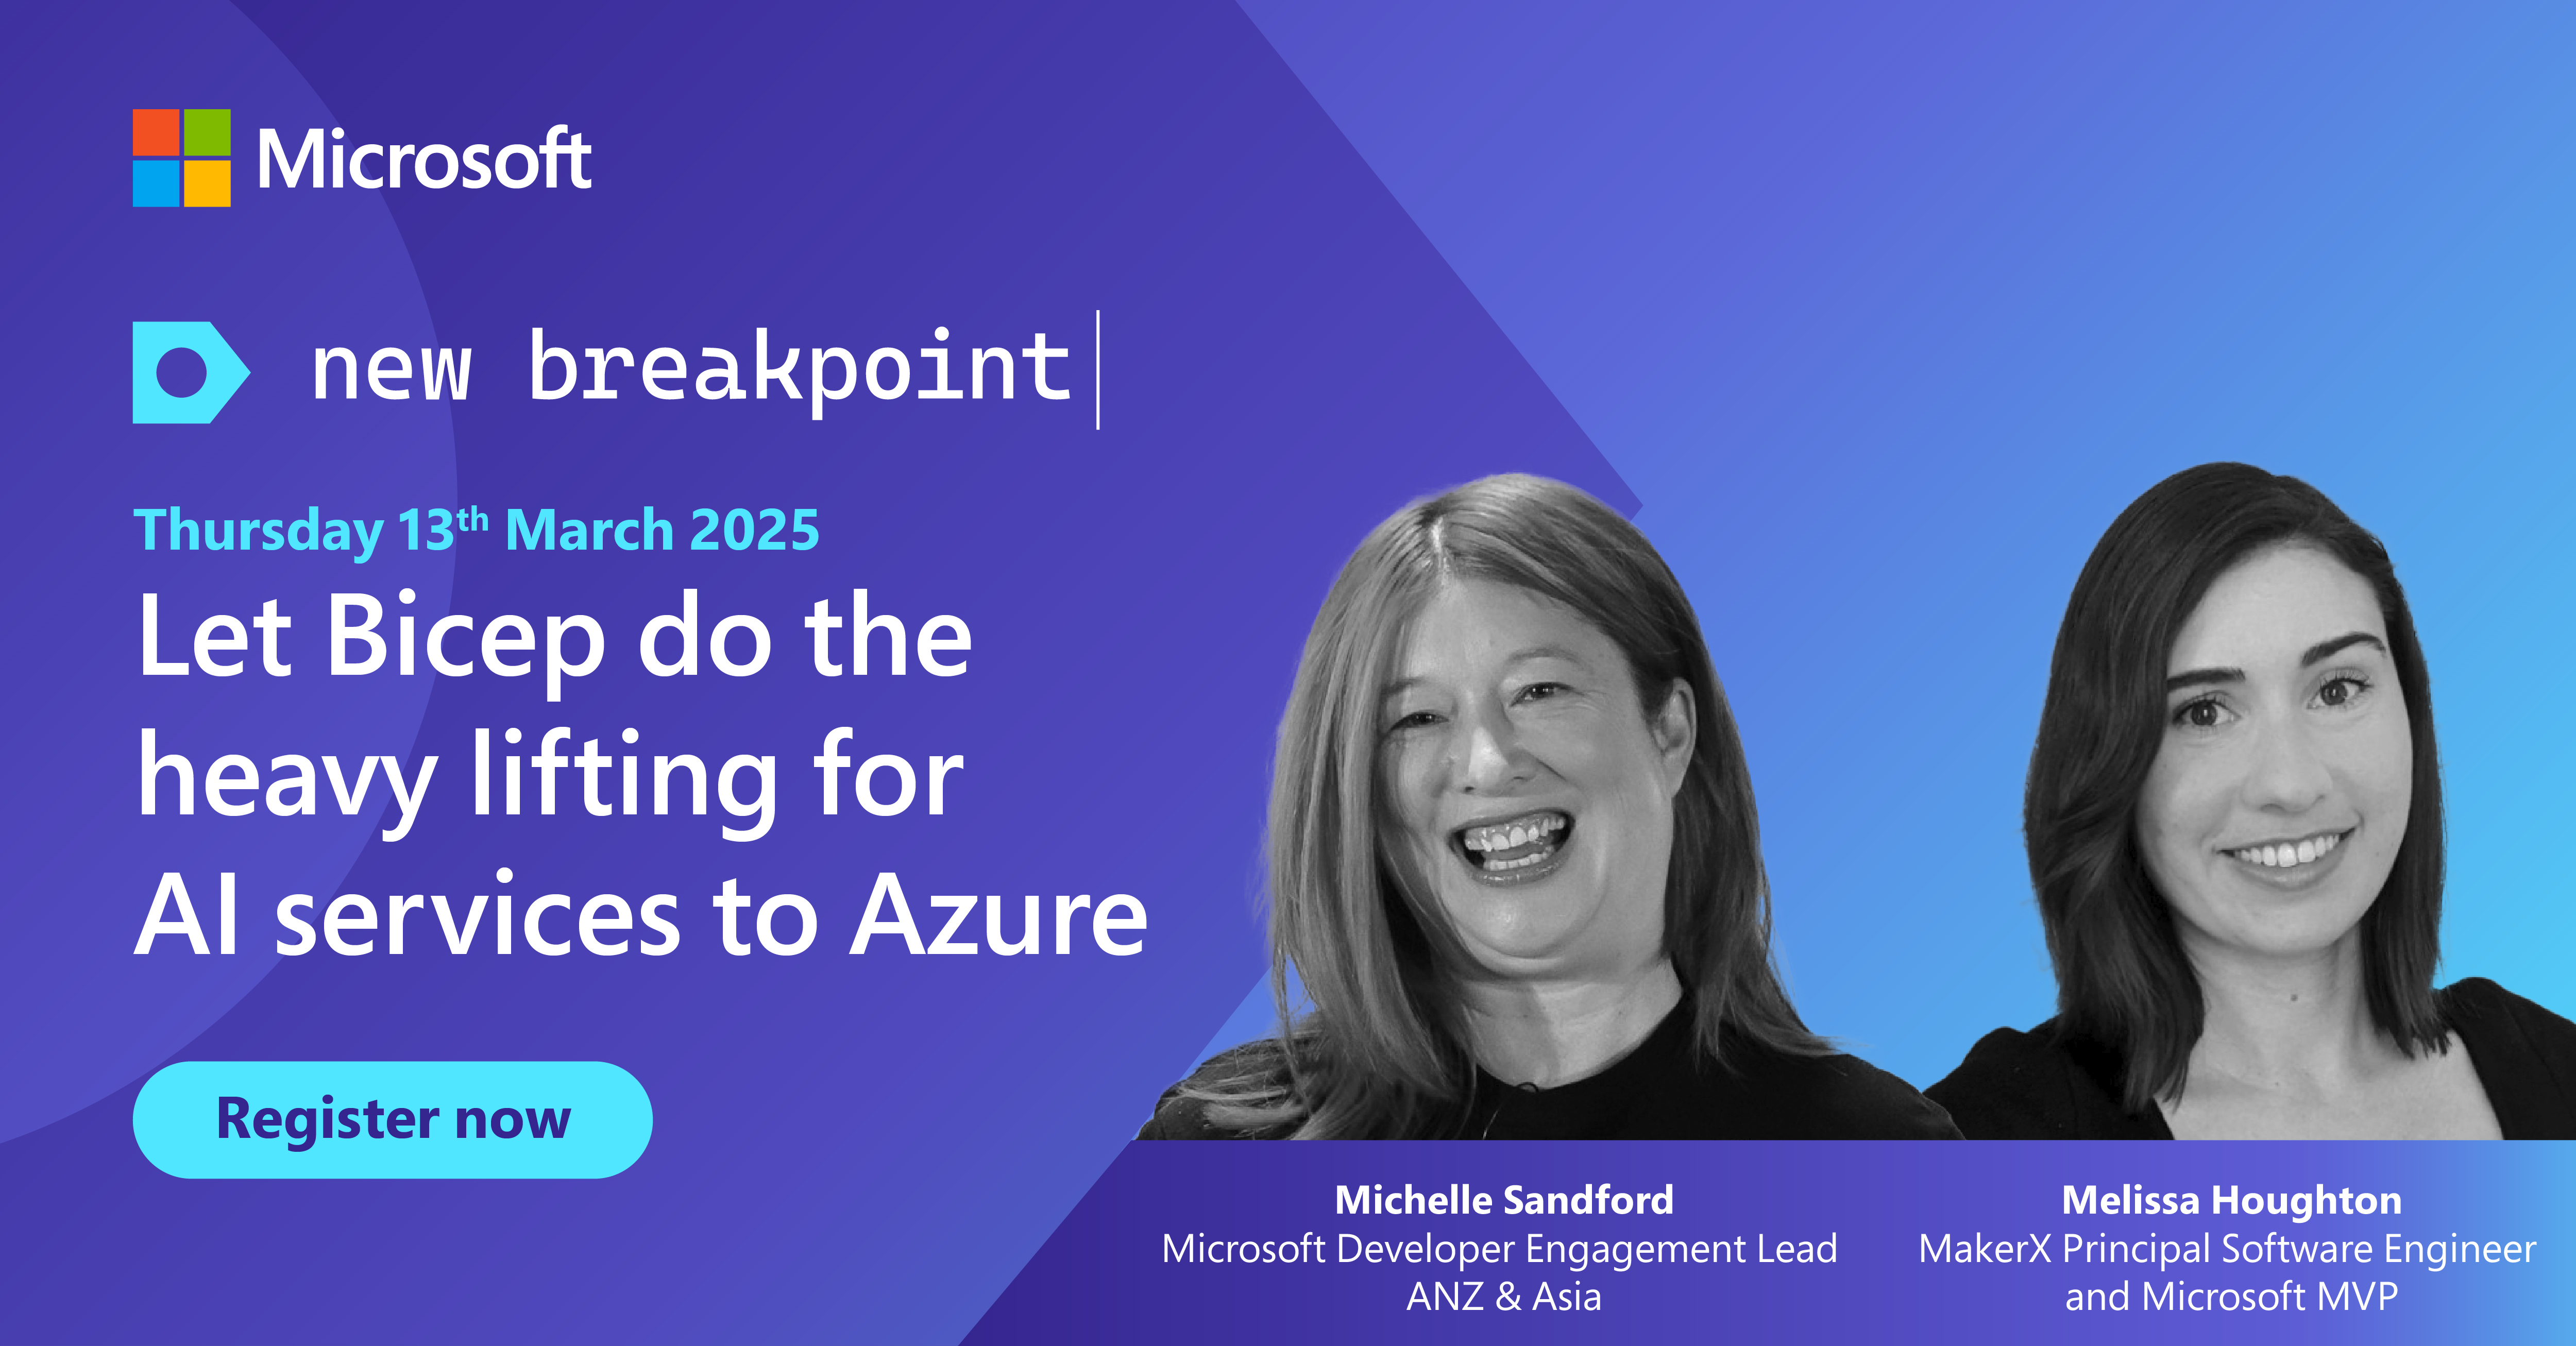 Microsoft
new breakpoint
Thursday 13th March 2025
Let Bicep do the
heavy lifting for
AI services to Azure
Register now
Michelle Sandford
Microsoft Developer Engagement Lead
ANZ & Asia
Melissa Houghton
MakerX Principal Software Engineer
and Microsoft MVP